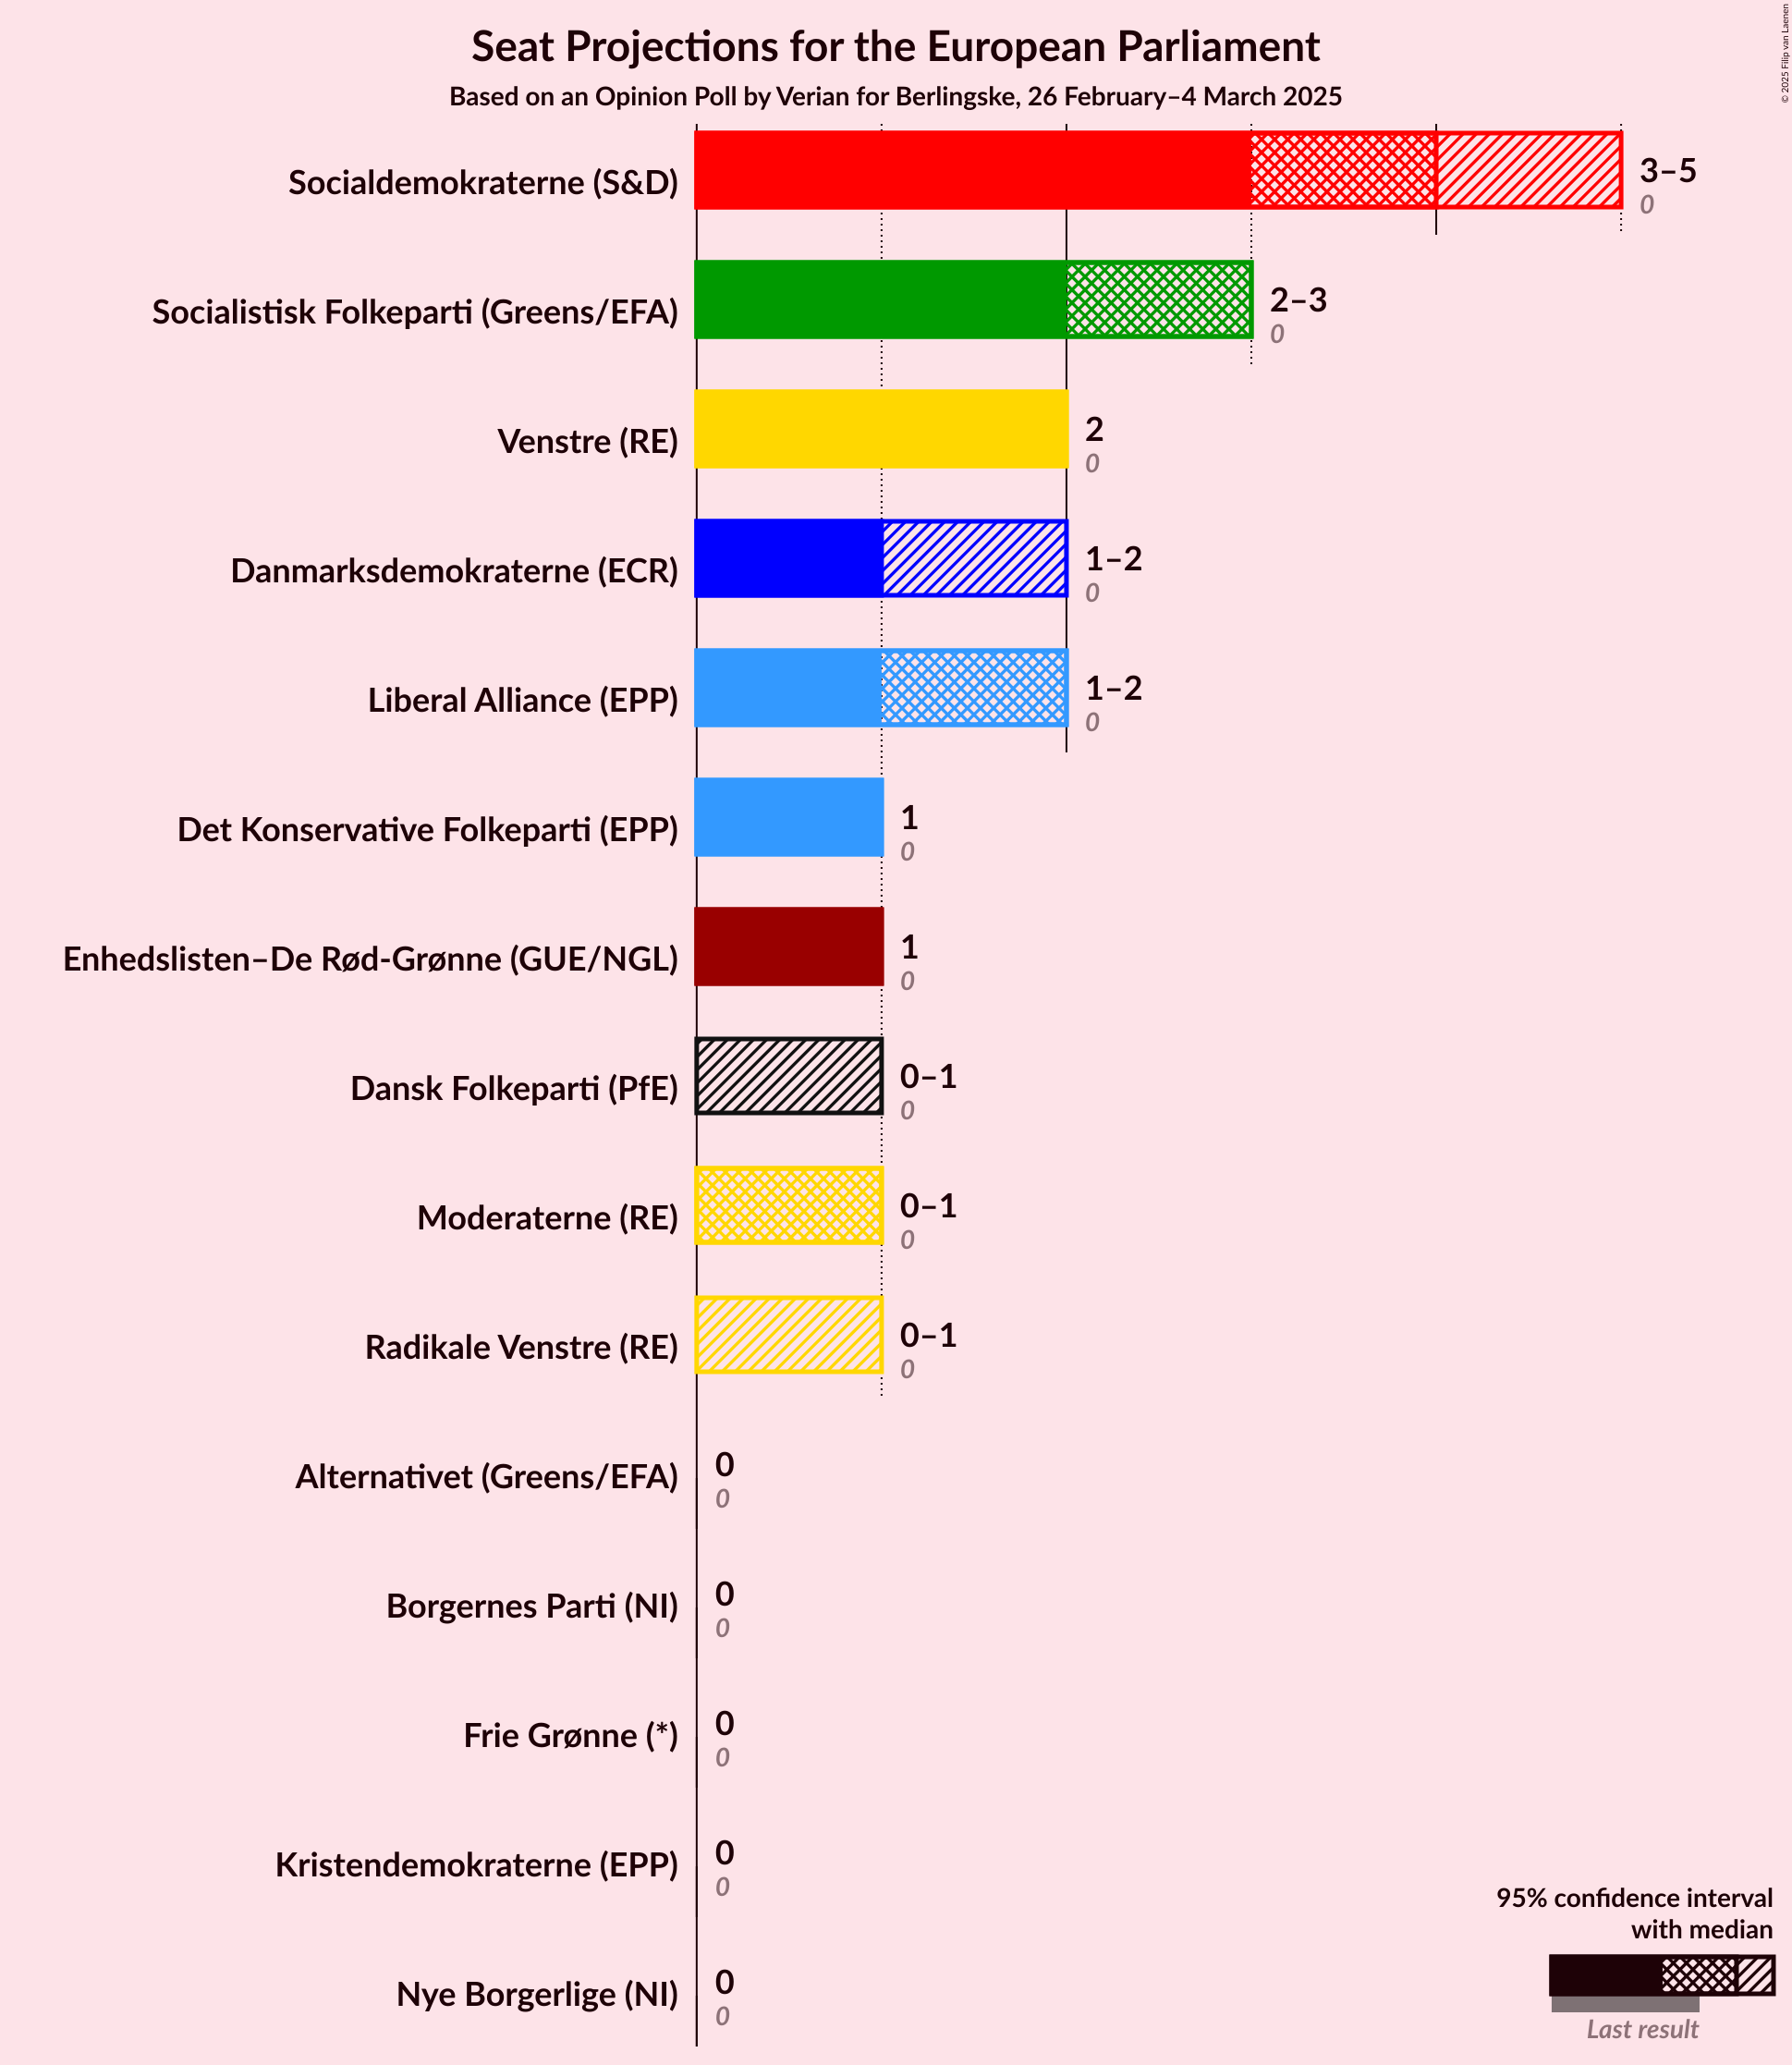 Seat Projections for the European Parliament
Based on an Opinion Poll by Verian for Berlingske, 26 February–4 March 2025
© 2025 Filip van Laenen
Socialdemokraterne (S&D)
3–5
0
Socialistisk Folkeparti (Greens/EFA)
2–3
0
Venstre (RE)
2
0
Danmarksdemokraterne (ECR)
1–2
0
Liberal Alliance (EPP)
1–2
0
Det Konservative Folkeparti (EPP)
1
0
Enhedslisten–De Rød-Grønne (GUE/NGL)
1
0
Dansk Folkeparti (PfE)
0–1
0
Moderaterne (RE)
0–1
0
Radikale Venstre (RE)
0–1
0
Alternativet (Greens/EFA)
0
0
Borgernes Parti (NI)
0
0
Frie Grønne (*)
0
0
Kristendemokraterne (EPP)
0
0
Nye Borgerlige (NI)
0
0
95% confidence interval
with median
Last result